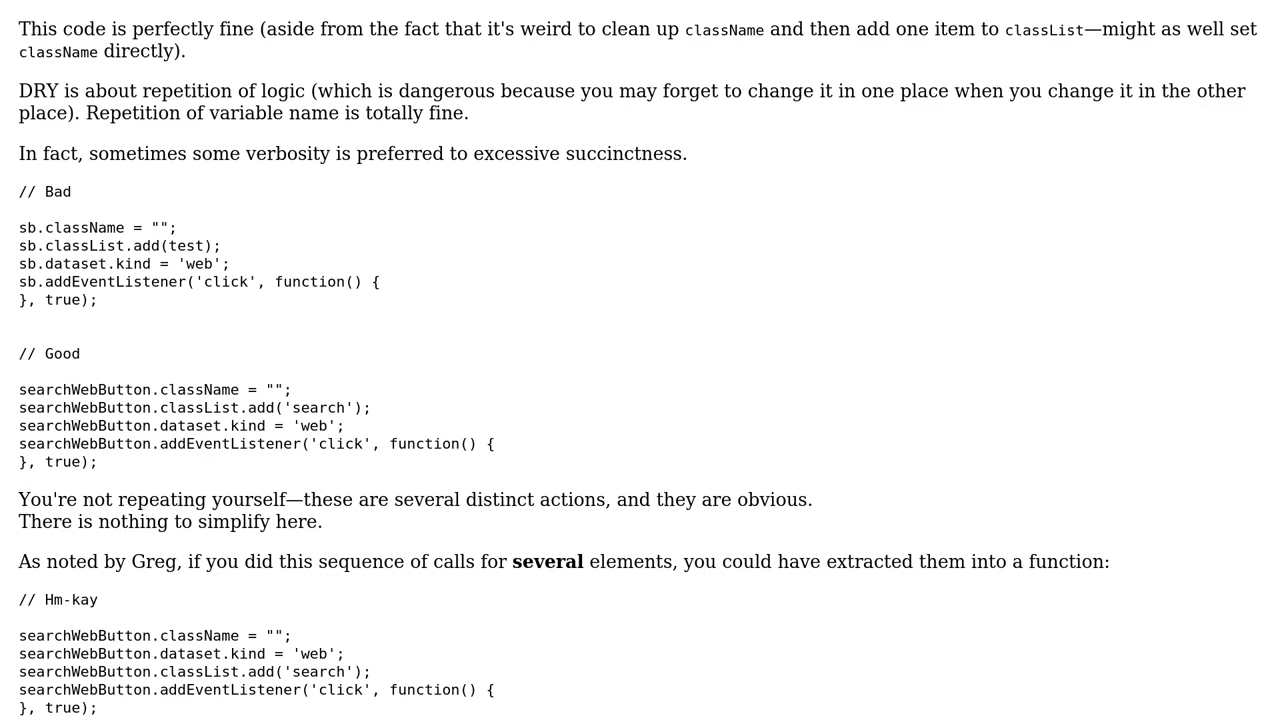 This code is perfectly fine (aside from the fact that it's weird to clean up className and then add one item to classList—might as well set
className directly).
DRY is about repetition of logic (which is dangerous because you may forget to change it in one place when you change it in the other
place). Repetition of variable name is totally fine.
In fact, sometimes some verbosity is preferred to excessive succinctness.
// Bad
sb.className = "";
sb.classList.add(test);
sb.dataset.kind = 'web';
sb.addEventListener('click', function() {
}, true);
// Good
searchWebButton.className = "";
searchWebButton.classList.add('search');
searchWebButton.dataset.kind = 'web';
searchWebButton.addEventListener('click', function() {
}, true);
You're not repeating yourself—these are several distinct actions, and they are obvious.
There is nothing to simplify here.
As noted by Greg, if you did this sequence of calls for several elements, you could have extracted them into a function:
// Hm-kay
searchWebButton.className = "";
searchWebButton.dataset.kind = 'web';
searchWebButton.classList.add('search');
searchWebButton.addEventListener('click', function() {
}, true);